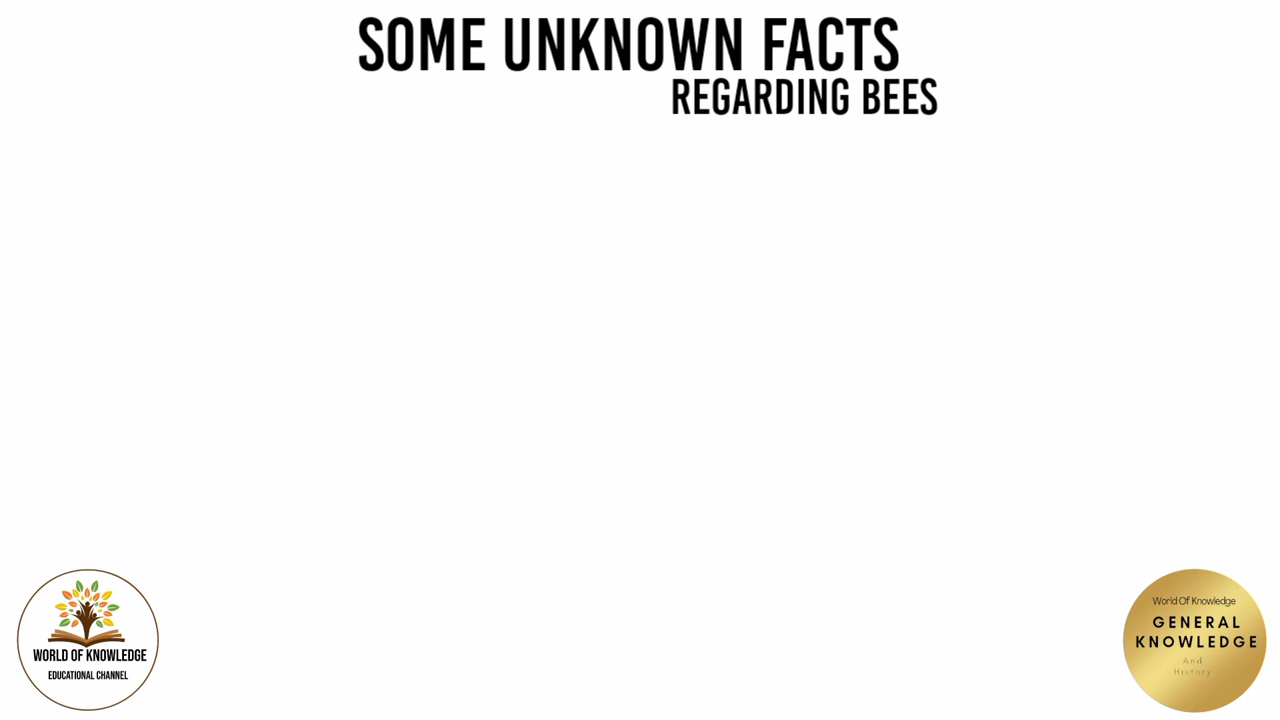 SOME UNKNOWN FACTS
REGARDING BEES
WORLD OF KNOWLEDGE
EDUCATIONAL CHANNEL
World Of Knowledge
GENERAL
KNOWLEDGE
And
History